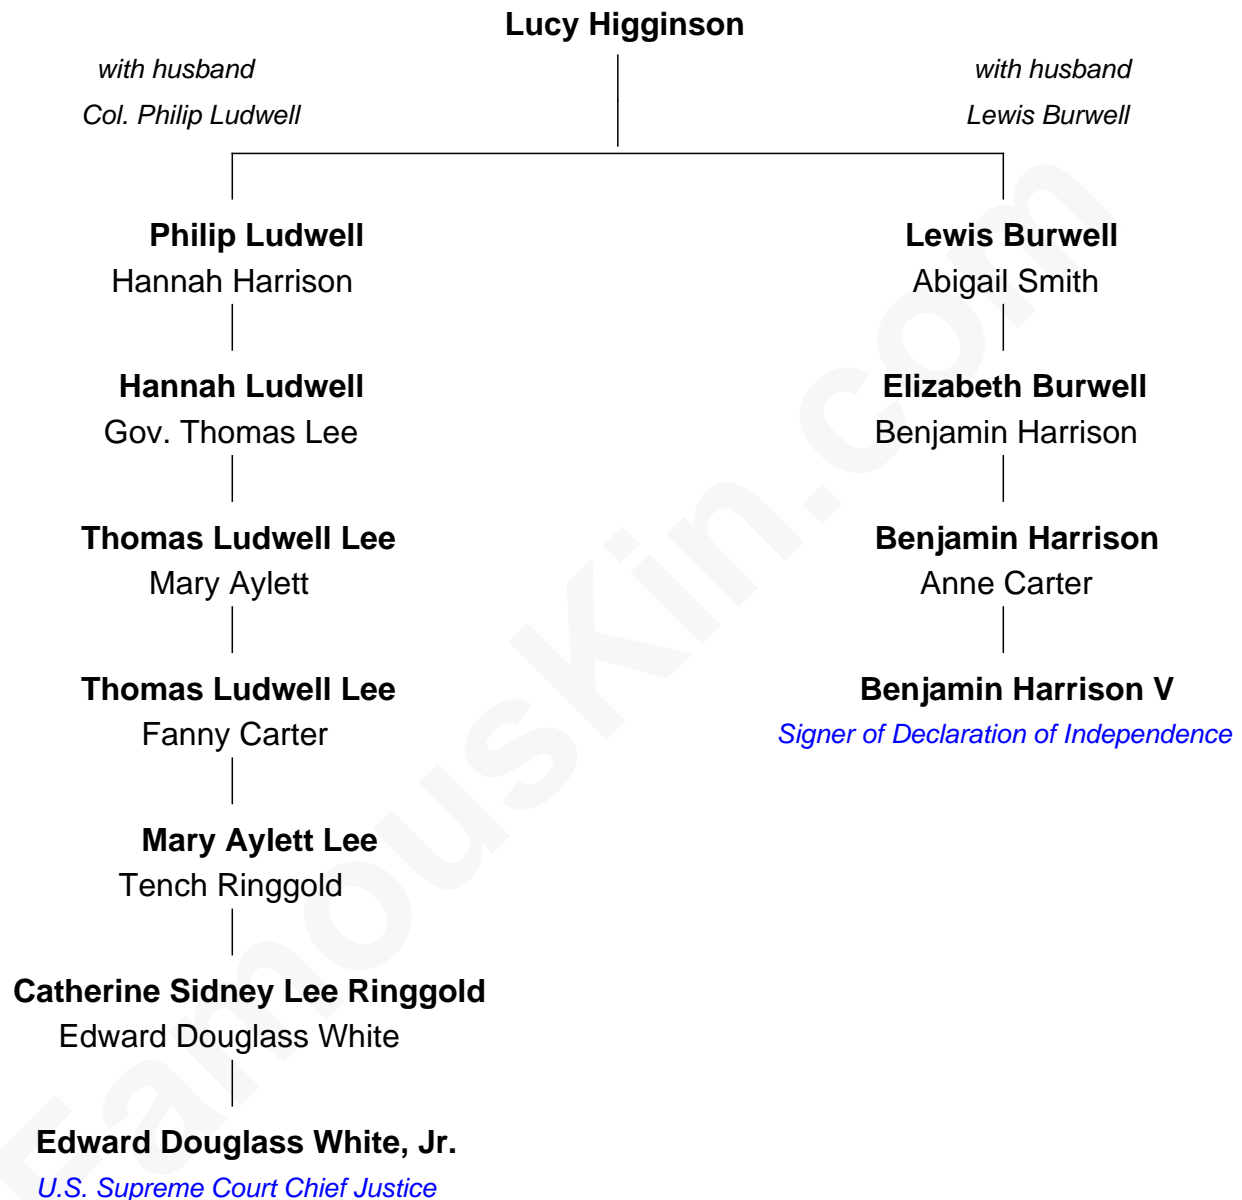 Lucy Higginson
with husband
Col. Philip Ludwell
with husband
Lewis Burwell
Philip Ludwell
Hannah Harrison
Hannah Ludwell
Gov. Thomas Lee
Thomas Ludwell Lee
Mary Aylett
Thomas Ludwell Lee
Fanny Carter
Mary Aylett Lee
Tench Ringgold
Catherine Sidney Lee Ringgold
Edward Douglass White
Edward Douglass White, Jr.
U.S. Supreme Court Chief Justice
Lewis Burwell
Abigail Smith
Elizabeth Burwell
Benjamin Harrison
Benjamin Harrison
Anne Carter
Benjamin Harrison V
Signer of Declaration of Independence
FamousKin.com